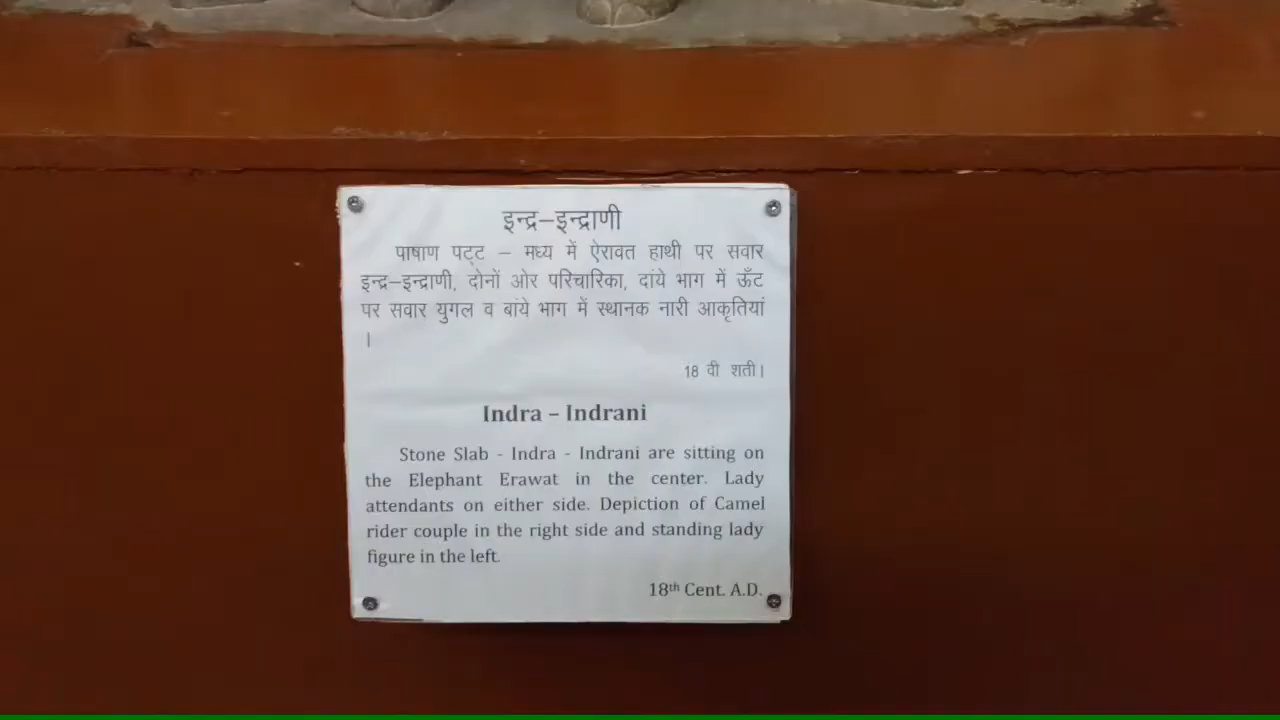 इन्द्र–इन्द्राणी
पाषाण पट्ट – मध्य में ऐरावत हाथी पर सवार
इन्द्र–इन्द्राणी, दोनों ओर परिचारिका, दांये भाग में ऊँट
पर सवार युगल व बांये भाग में स्थानक नारी आकृतियां
।
18 वी शती।
Indra – Indrani
Stone Slab - Indra - Indrani are sitting on
the Elephant Erawat in the center. Lady
attendants on either side. Depiction of Camel
rider couple in the right side and standing lady
figure in the left.
18th Cent. A.D.